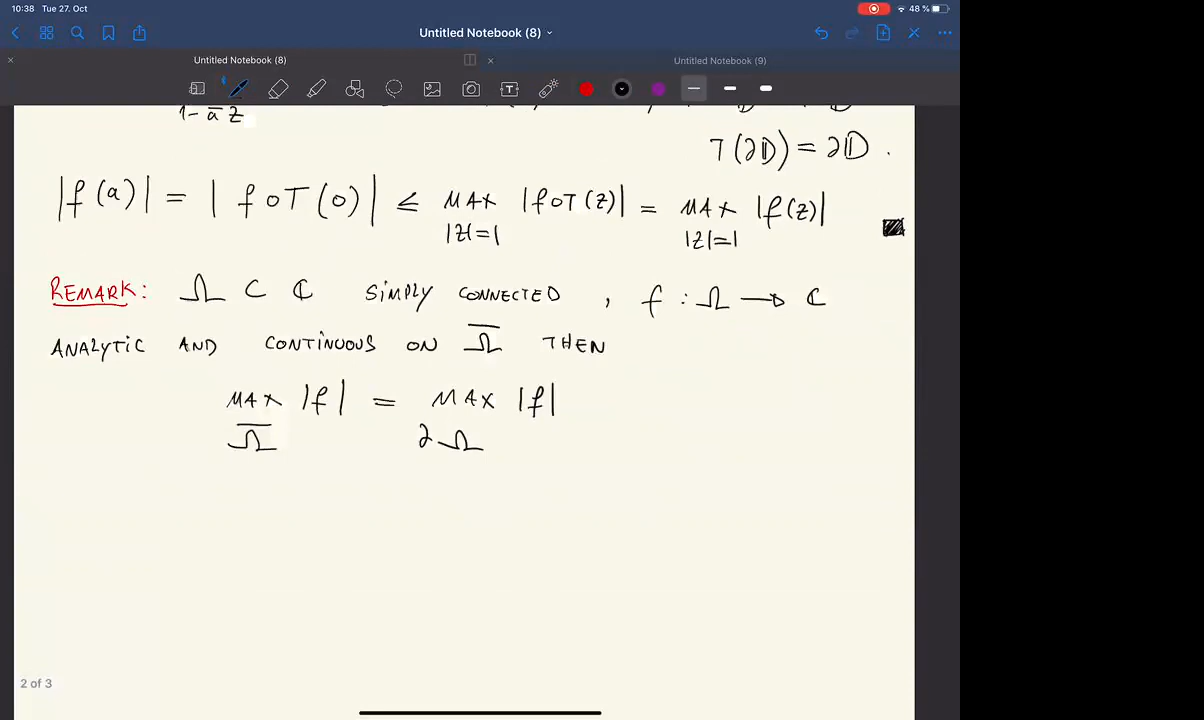 10:38 Tue 27. Oct 48 %
Untitled Notebook (8)
Untitled Notebook (8) Untitled Notebook (9)
1 - a̅ z
T(∂𝔻) = ∂𝔻 .
|f(a)| = | f o T (0) | ≤ MAX |z|=1 |f o T(z)| = MAX |z|=1 |f(z)|
REMARK: Ω ⊂ ℂ SIMPLY CONNECTED , f : Ω → ℂ
ANALYTIC AND CONTINUOUS ON Ω̅ THEN
MAX |f| = MAX |f|
Ω̅ ∂Ω
2 of 3